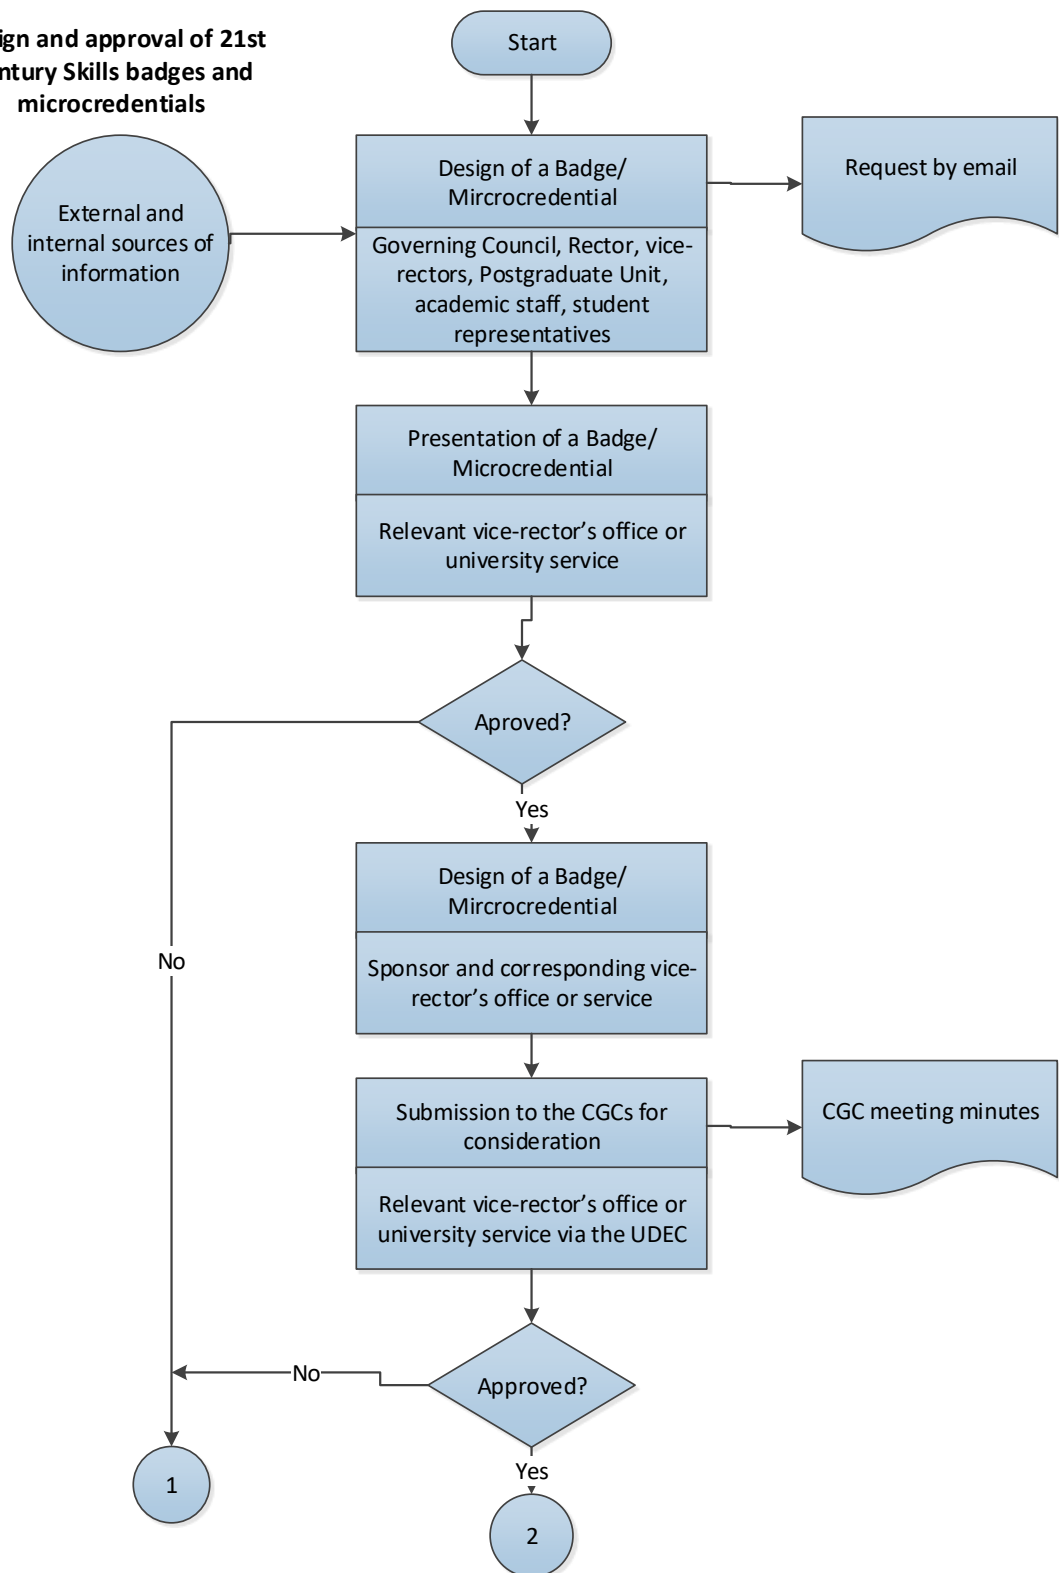 ign and approval of 21st
ntury Skills badges and
microcredentials
Start
External and
internal sources of
information
Design of a Badge/
Mircrocredential
Governing Council, Rector, vice-
rectors, Postgraduate Unit,
academic staff, student
representatives
Request by email
Presentation of a Badge/
Microcredential
Relevant vice-rector’s office or
university service
Aproved?
Yes
No
Design of a Badge/
Mircrocredential
Sponsor and corresponding vice-
rector’s office or service
Submission to the CGCs for
consideration
Relevant vice-rector’s office or
university service via the UDEC
CGC meeting minutes
Approved?
No
Yes
1
2